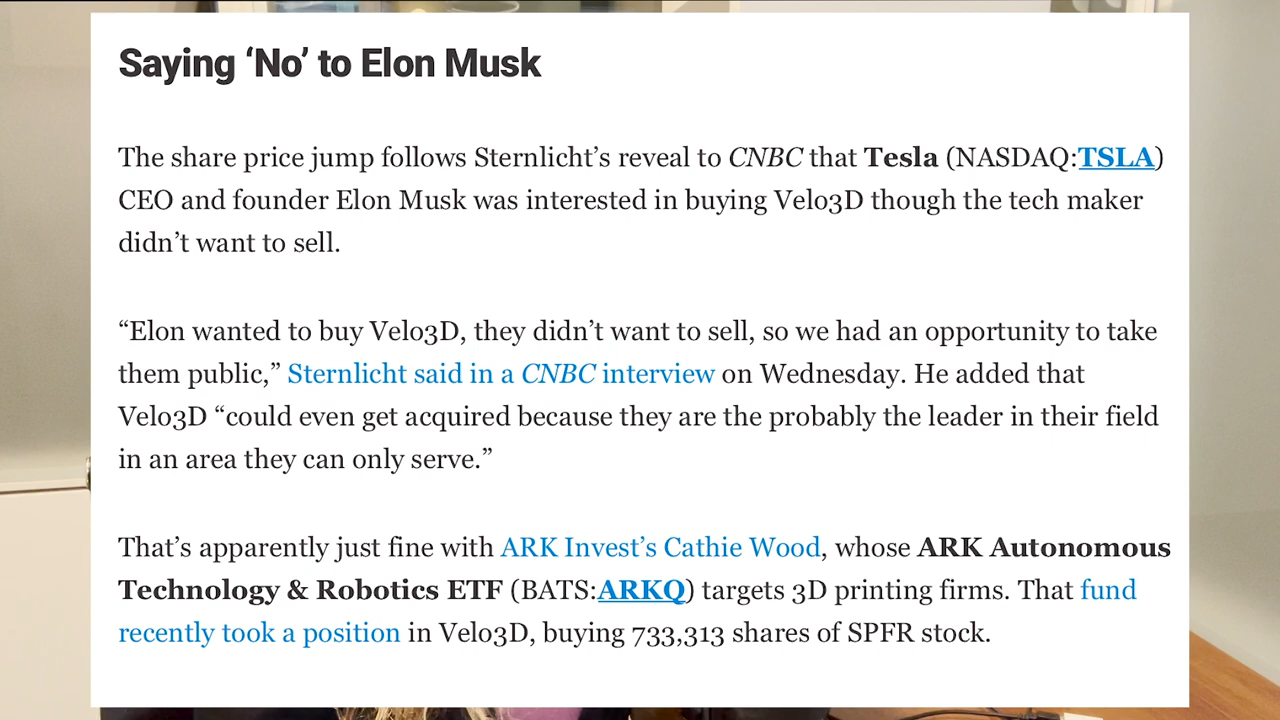 Saying ‘No’ to Elon Musk
The share price jump follows Sternlicht’s reveal to CNBC that Tesla (NASDAQ:TSLA)
CEO and founder Elon Musk was interested in buying Velo3D though the tech maker
didn’t want to sell.
“Elon wanted to buy Velo3D, they didn’t want to sell, so we had an opportunity to take
them public,” Sternlicht said in a CNBC interview on Wednesday. He added that
Velo3D “could even get acquired because they are the probably the leader in their field
in an area they can only serve.”
That’s apparently just fine with ARK Invest’s Cathie Wood, whose ARK Autonomous
Technology & Robotics ETF (BATS:ARKQ) targets 3D printing firms. That fund
recently took a position in Velo3D, buying 733,313 shares of SPFR stock.